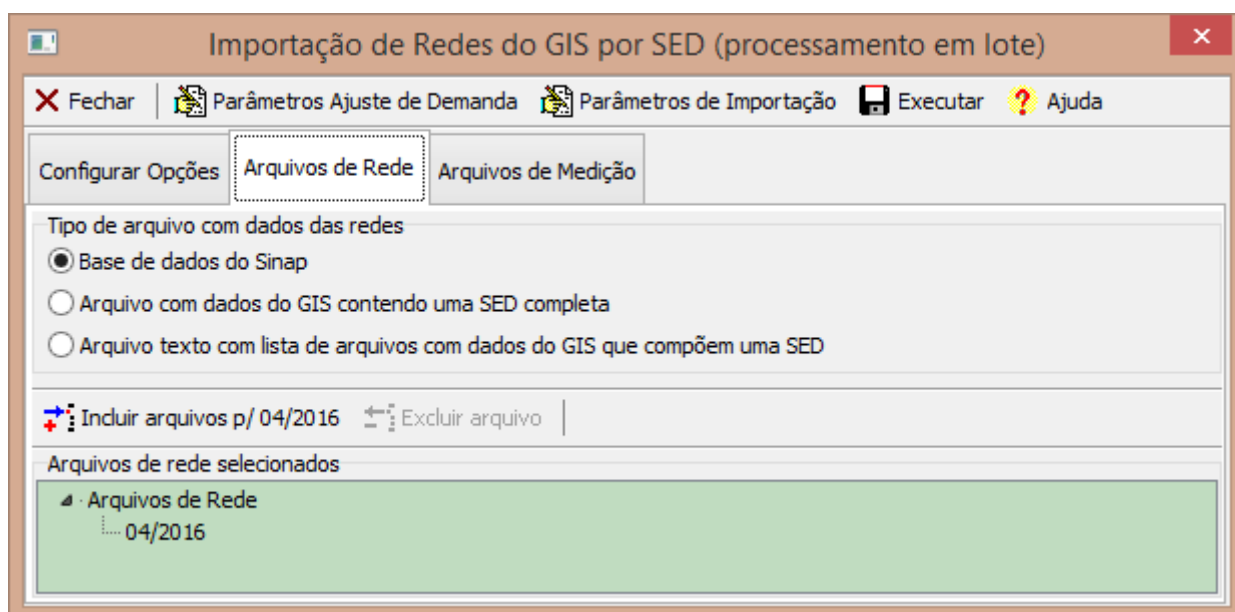 Importação de Redes do GIS por SED (processamento em lote)
Fechar Parâmetros Ajuste de Demanda Parâmetros de Importação Executar Ajuda
Configurar Opções Arquivos de Rede Arquivos de Medição
Tipo de arquivo com dados das redes
Base de dados do Sinap
Arquivo com dados do GIS contendo uma SED completa
Arquivo texto com lista de arquivos com dados do GIS que compõem uma SED
Incluir arquivos p/ 04/2016 Excluir arquivo
Arquivos de rede selecionados
Arquivos de Rede
04/2016